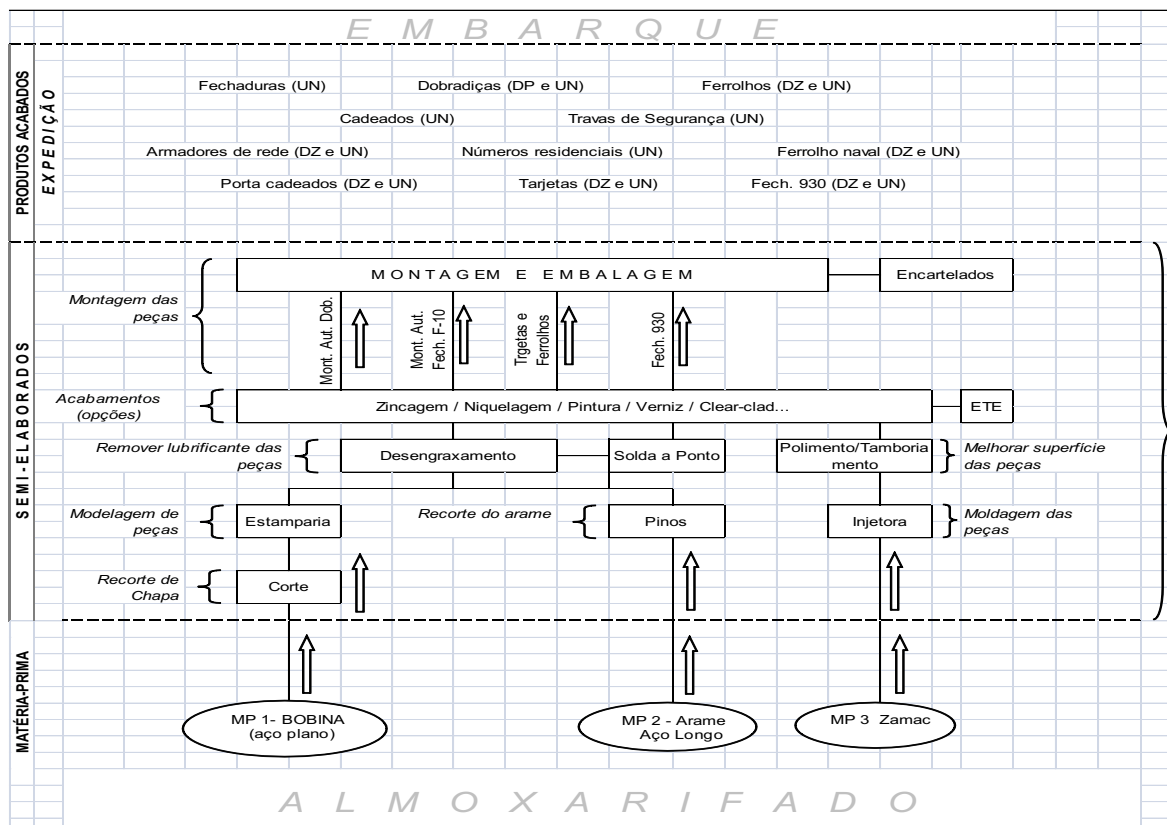 E M B A R Q U E
PRODUTOS ACABADOS
EXPEDIÇÃO
Fechaduras (UN)
Dobradiças (DP e UN)
Ferrolhos (DZ e UN)
Cadeados (UN)
Travas de Segurança (UN)
Armadores de rede (DZ e UN)
Números residenciais (UN)
Ferrolho naval (DZ e UN)
Porta cadeados (DZ e UN)
Tarjetas (DZ e UN)
Fech. 930 (DZ e UN)
SEMI-ELABORADOS
MONTAGEM E EMBALAGEM
Encartelados
Montagem das
peças
Mont. Aut. Dob.
Mont. Aut.
Fech. F-10
Trgetas e
Ferrolhos
Fech. 930
Acabamentos
(opções)
Zincagem / Niquelagem / Pintura / Verniz / Clear-clad...
ETE
Remover lubrificante das
peças
Desengraxamento
Solda a Ponto
Polimento/Tamboria
mento
Melhorar superfície
das peças
Modelagem de
peças
Estamparia
Recorte do arame
Pinos
Injetora
Moldagem das
peças
Recorte de
Chapa
Corte
MATÉRIA-PRIMA
MP 1- BOBINA
(aço plano)
MP 2 - Arame
Aço Longo
MP 3 Zamac
A L M O X A R I F A D O